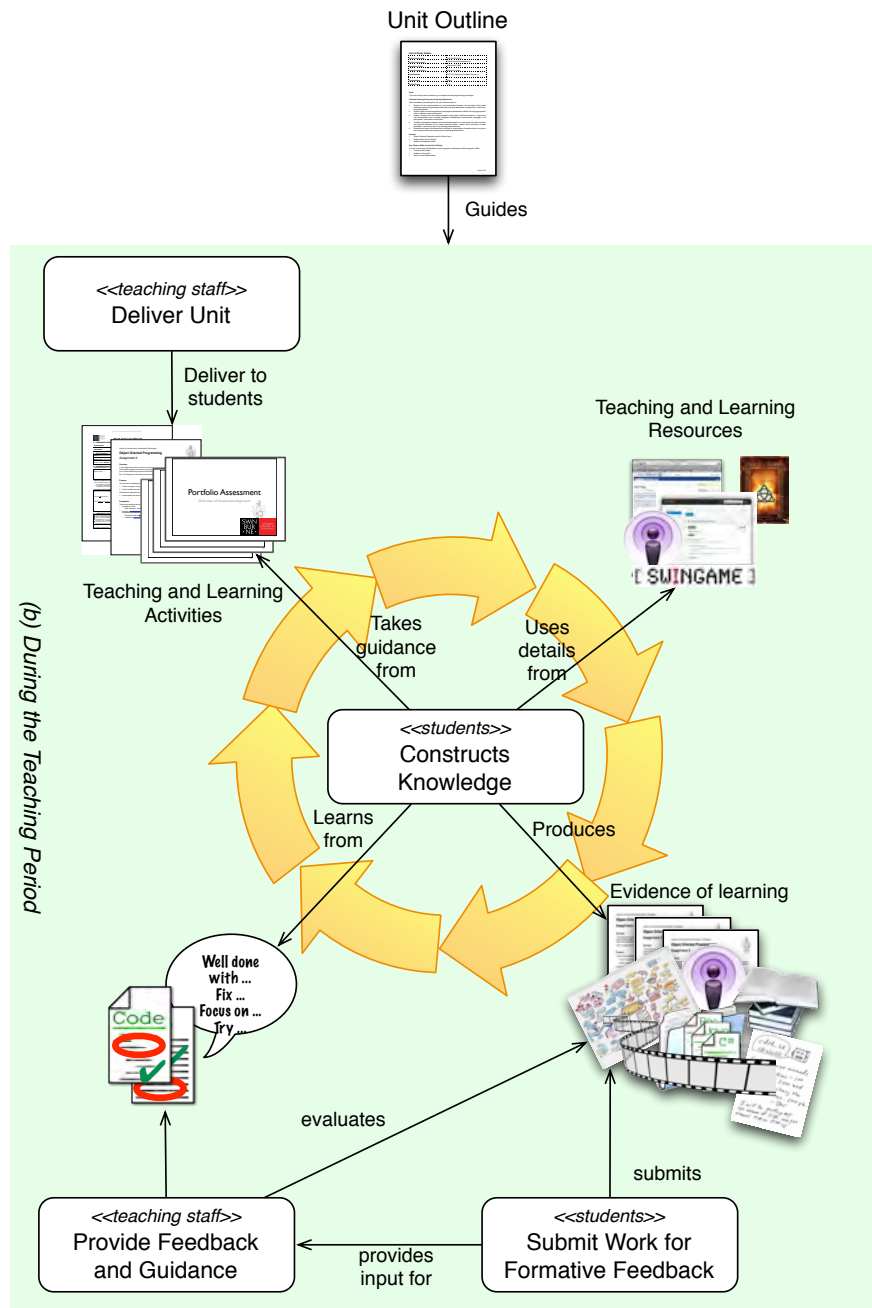 Unit Outline
Guides
<<teaching staff>>
Deliver Unit
Deliver to
students
Teaching and Learning
Resources
Object Oriented Programming
Portfolio Assessment
SWIN
BUR
NE
[ SWINGAME ]
Teaching and Learning
Activities
(b) During the Teaching Period
Takes
guidance
from
Uses
details
from
<<students>>
Constructs
Knowledge
Learns
from
Produces
Evidence of learning
Well done
with ...
Fix ...
Focus on ...
Try ...
Code
C#
evaluates
submits
<<teaching staff>>
Provide Feedback
and Guidance
provides
input for
<<students>>
Submit Work for
Formative Feedback